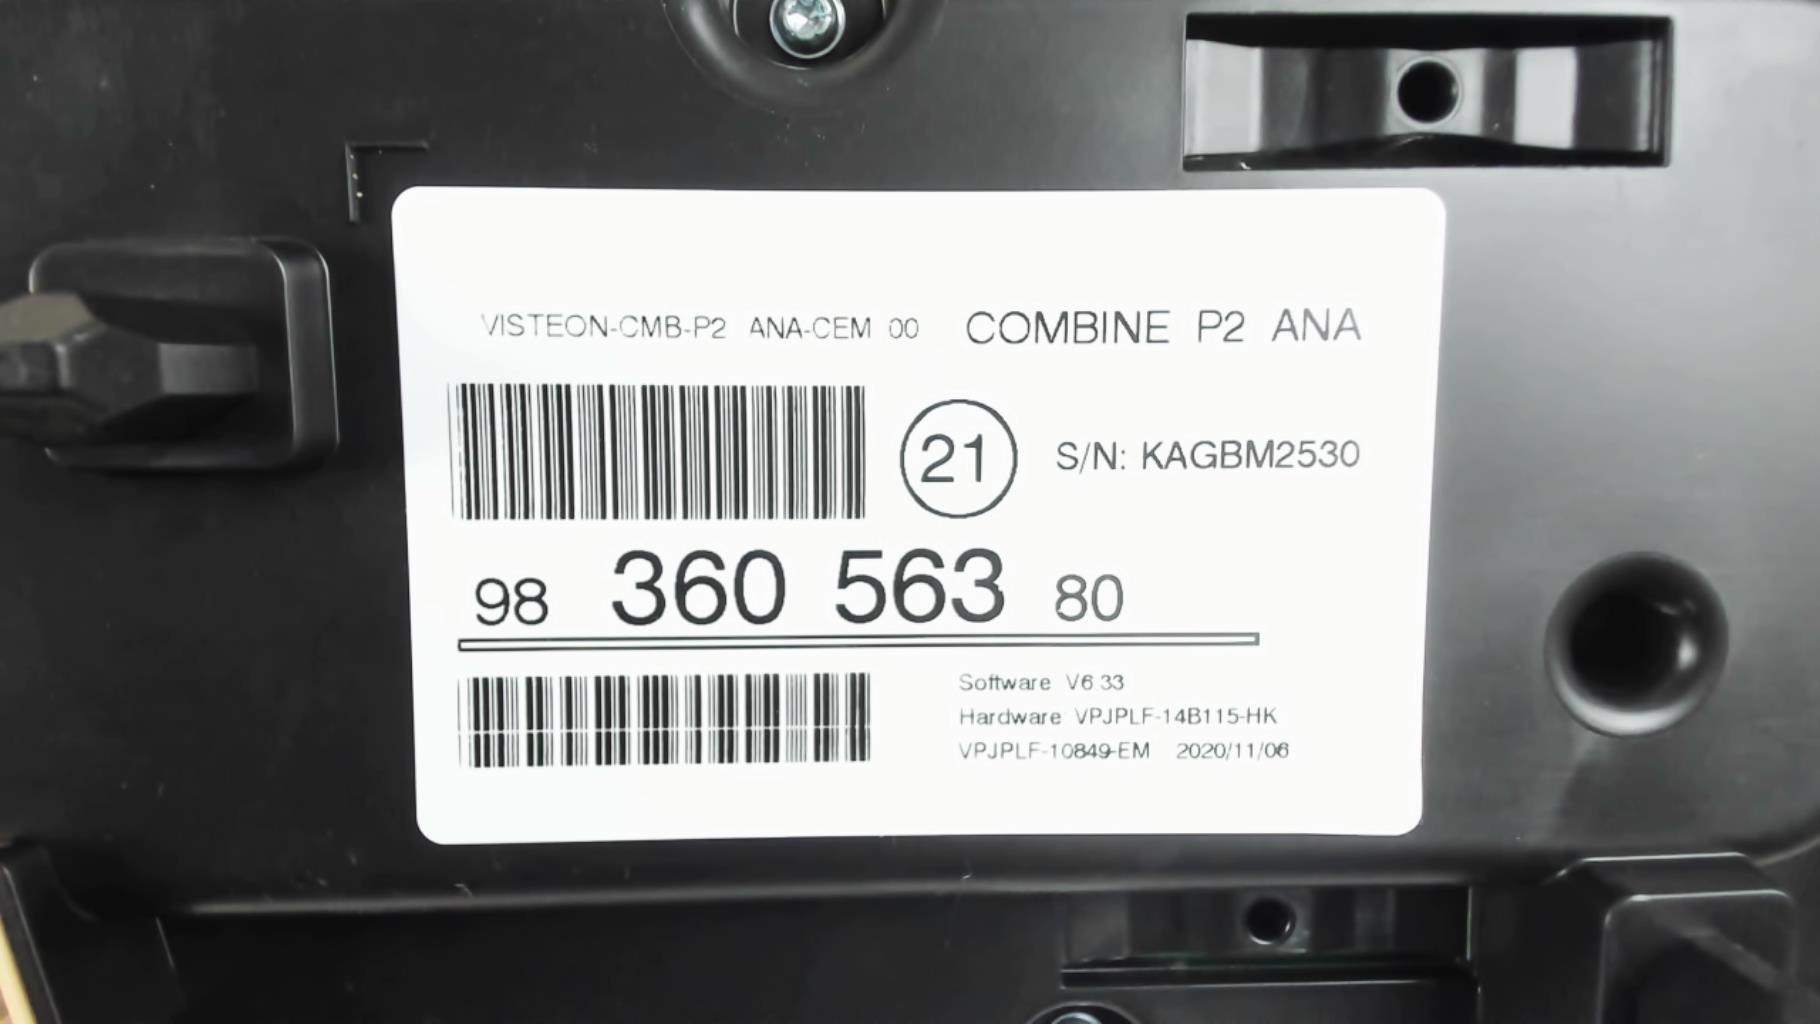 VISTEON-CMB-P2 ANA-CEM 00 COMBINE P2 ANA
21 S/N: KAGBM2530
98 360 563 80
Software V6.33
Hardware VPJPLF-14B115-HK
VPJPLF-10849-EM 2020/11/06